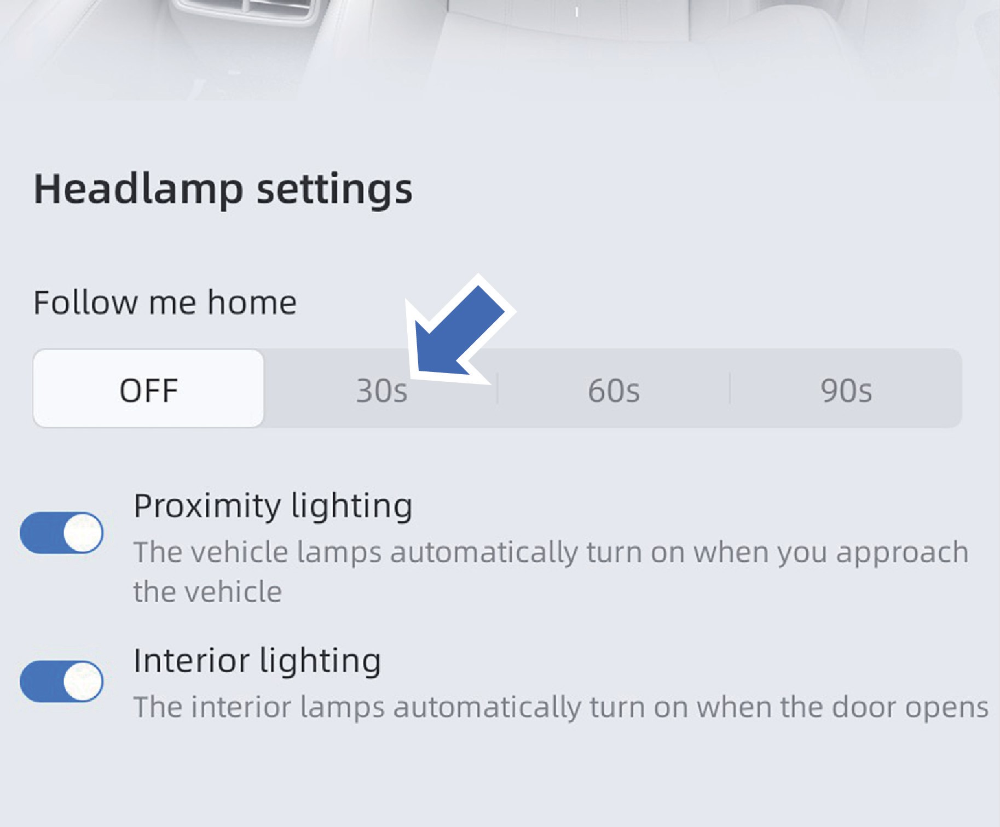 Headlamp settings
Follow me home
OFF 30s 60s 90s
Proximity lighting
The vehicle lamps automatically turn on when you approach
the vehicle
Interior lighting
The interior lamps automatically turn on when the door opens